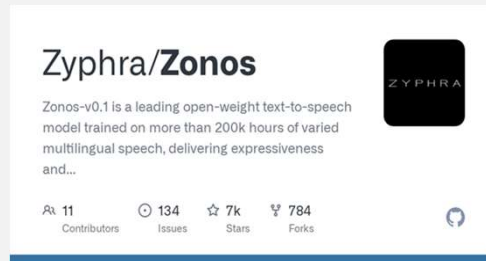 Zyphra/Zonos
ZYPHRA
Zonos-v0.1 is a leading open-weight text-to-speech
model trained on more than 200k hours of varied
multilingual speech, delivering expressiveness
and...
11 134 7k 784
Contributors Issues Stars Forks